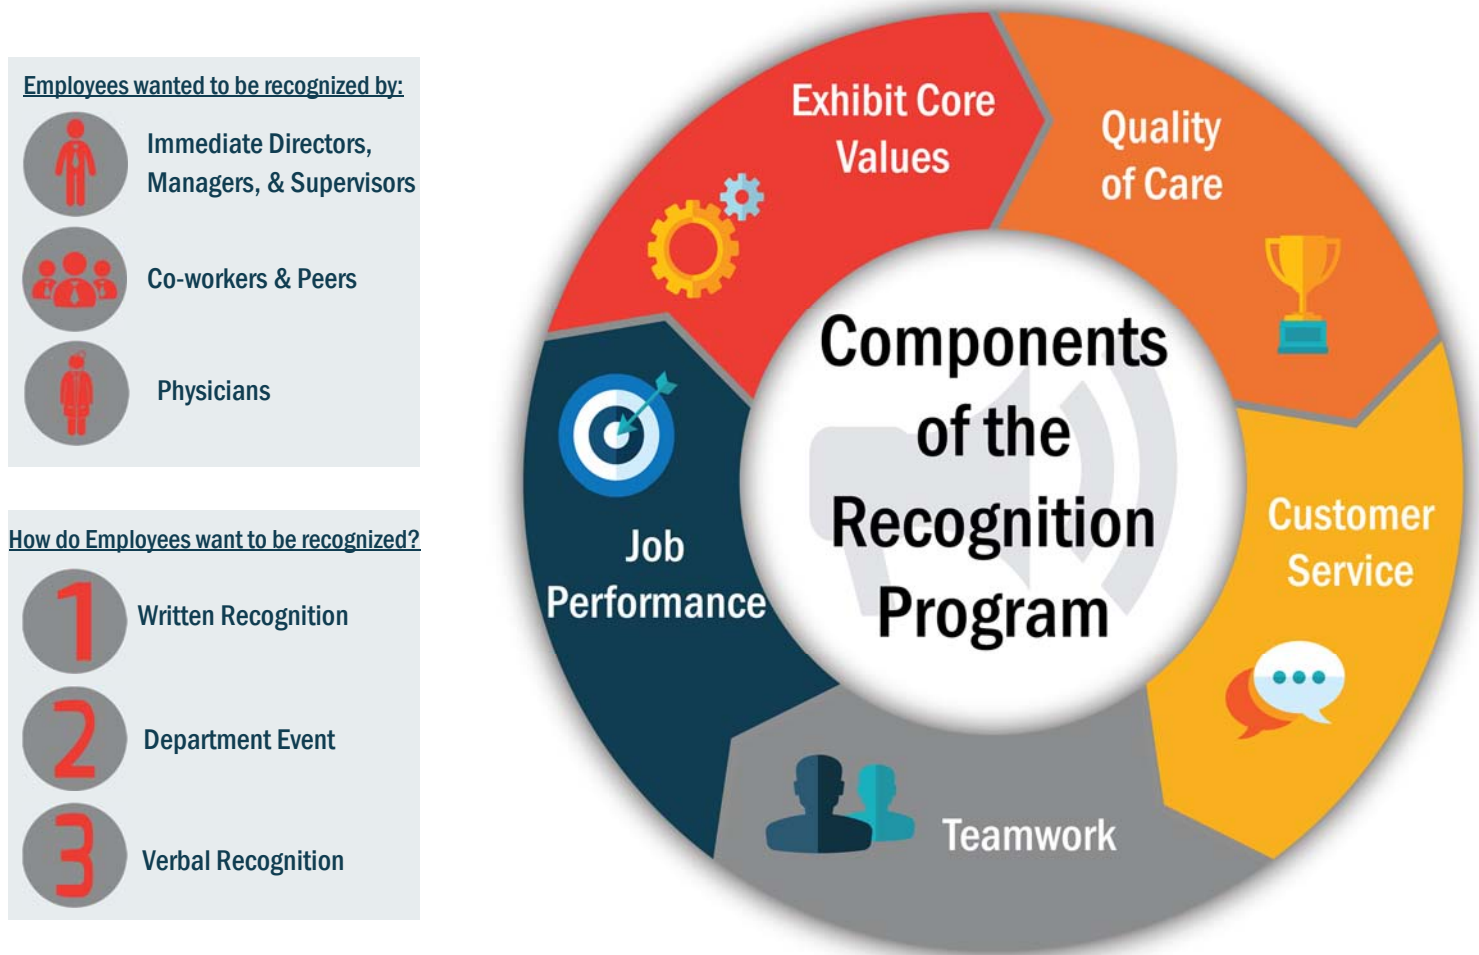 Employees wanted to be recognized by:
Immediate Directors,
Managers, & Supervisors
Co-workers & Peers
Physicians
How do Employees want to be recognized?
1
Written Recognition
2
Department Event
3
Verbal Recognition
Exhibit Core
Values
Quality
of Care
Customer
Service
Teamwork
Job
Performance
Components
of the
Recognition
Program